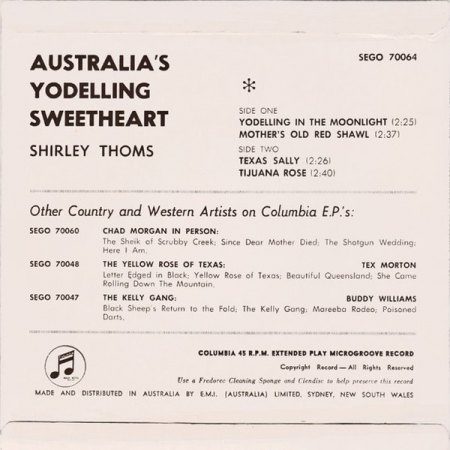 SEGO 70064
AUSTRALIA'S
YODELLING
SWEETHEART
SHIRLEY THOMS
*
SIDE ONE
YODELLING IN THE MOONLIGHT (2:25)
MOTHER'S OLD RED SHAWL (2:37)
SIDE TWO
TEXAS SALLY (2:26)
TIJUANA ROSE (2:40)
Other Country and Western Artists on Columbia E.P.'s:
SEGO 70060 CHAD MORGAN IN PERSON:
The Sheik of Scrubby Creek; Since Dear Mother Died; The Shotgun Wedding;
Here I Am.
SEGO 70048 THE YELLOW ROSE OF TEXAS: TEX MORTON
Letter Edged in Black; Yellow Rose of Texas; Beautiful Queensland; She Came
Rolling Down The Mountain.
SEGO 70047 THE KELLY GANG: BUDDY WILLIAMS
Black Sheep's Return to the Fold; The Kelly Gang; Mareeba Rodeo; Poisoned
Darts.
COLUMBIA 45 R.P.M. EXTENDED PLAY MICROGROOVE RECORD
Copyright Record — All Rights Reserved
Use a Frederec Cleaning Sponge and Clendisc to help preserve this record
MADE AND DISTRIBUTED IN AUSTRALIA BY E.M.I. (AUSTRALIA) LIMITED, SYDNEY, NEW SOUTH WALES